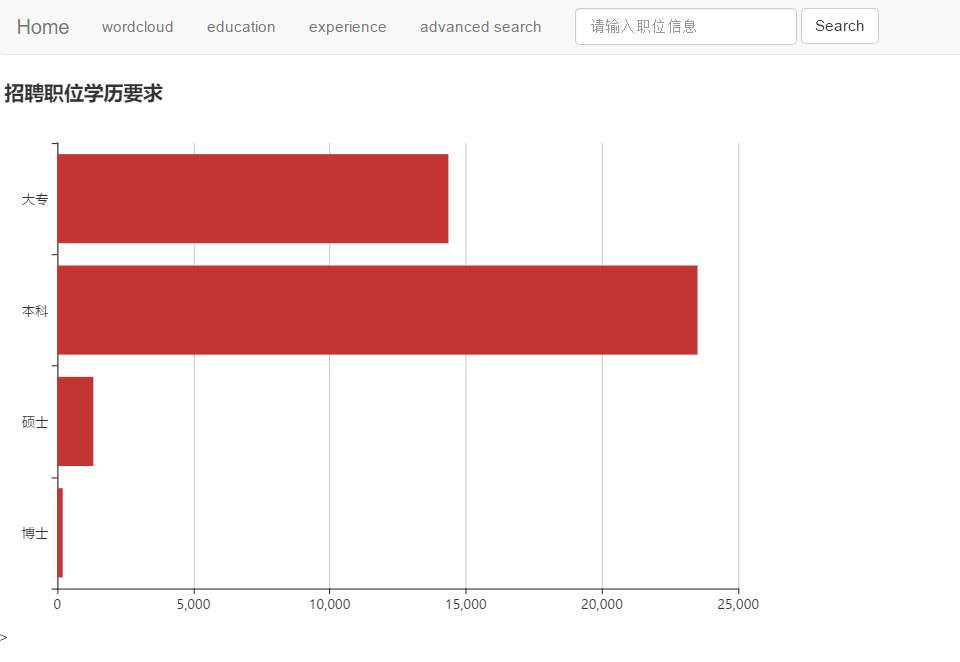 Home wordcloud education experience advanced search 请输入职位信息 Search
招聘职位学历要求
大专
本科
硕士
博士
0 5,000 10,000 15,000 20,000 25,000
>